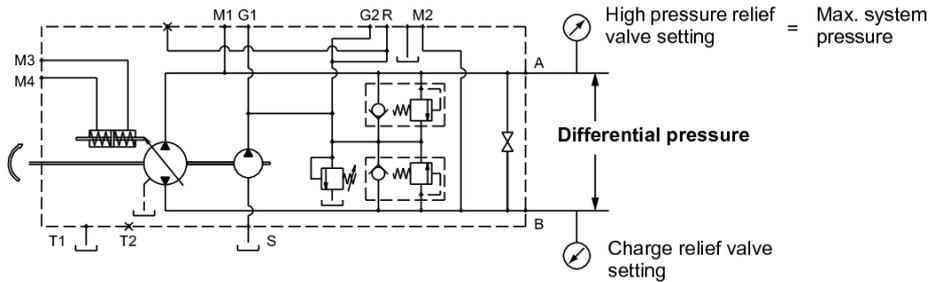 M1 G1
G2 R M2
High pressure relief
valve setting
=
Max. system
pressure
M3
M4
A
Differential pressure
T1
T2
S
B
Charge relief valve
setting